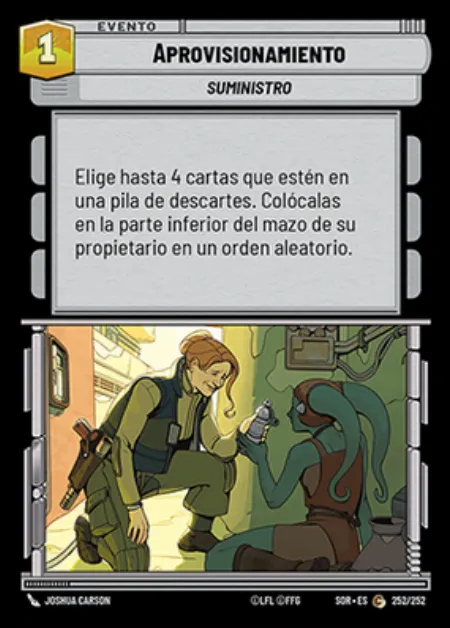 EVENTO
1
APROVISIONAMIENTO
SUMINISTRO
Elige hasta 4 cartas que estén en
una pila de descartes. Colócalas
en la parte inferior del mazo de su
propietario en un orden aleatorio.
JOSHUA CARSON ©LFL ©FFG SOR•ES C 252/252